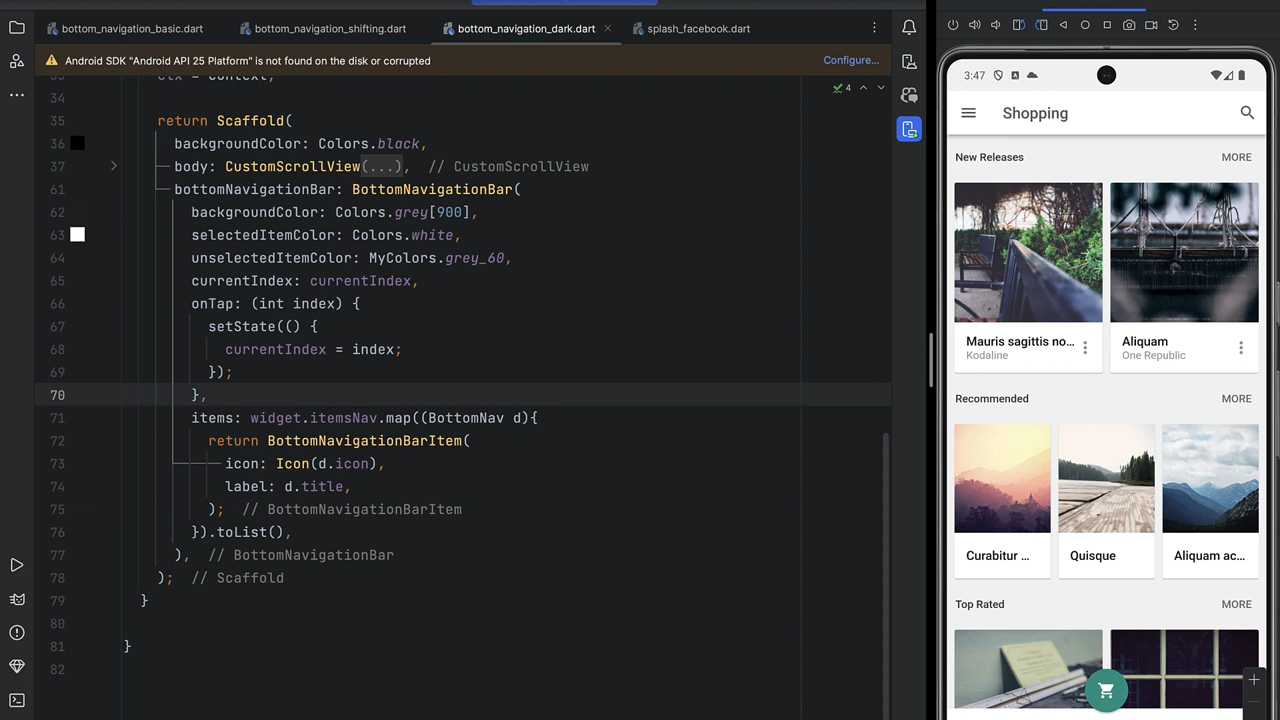 bottom_navigation_basic.dart
bottom_navigation_shifting.dart
bottom_navigation_dark.dart
splash_facebook.dart
Android SDK "Android API 25 Platform" is not found on the disk or corrupted
Configure...
4
33 ctx = context;
34
35 return Scaffold(
36 backgroundColor: Colors.black,
37 body: CustomScrollView(...), // CustomScrollView
61 bottomNavigationBar: BottomNavigationBar(
62 backgroundColor: Colors.grey[900],
63 selectedItemColor: Colors.white,
64 unselectedItemColor: MyColors.grey_60,
65 currentIndex: currentIndex,
66 onTap: (int index) {
67 setState(() {
68 currentIndex = index;
69 });
70 },
71 items: widget.itemsNav.map((BottomNav d){
72 return BottomNavigationBarItem(
73 icon: Icon(d.icon),
74 label: d.title,
75 ); // BottomNavigationBarItem
76 }).toList(),
77 ), // BottomNavigationBar
78 ); // Scaffold
79 }
80
81 }
82
3:47
Shopping
New Releases MORE
Mauris sagittis no...
Kodaline
Aliquam
One Republic
Recommended MORE
Curabitur ...
Quisque
Aliquam ac...
Top Rated MORE